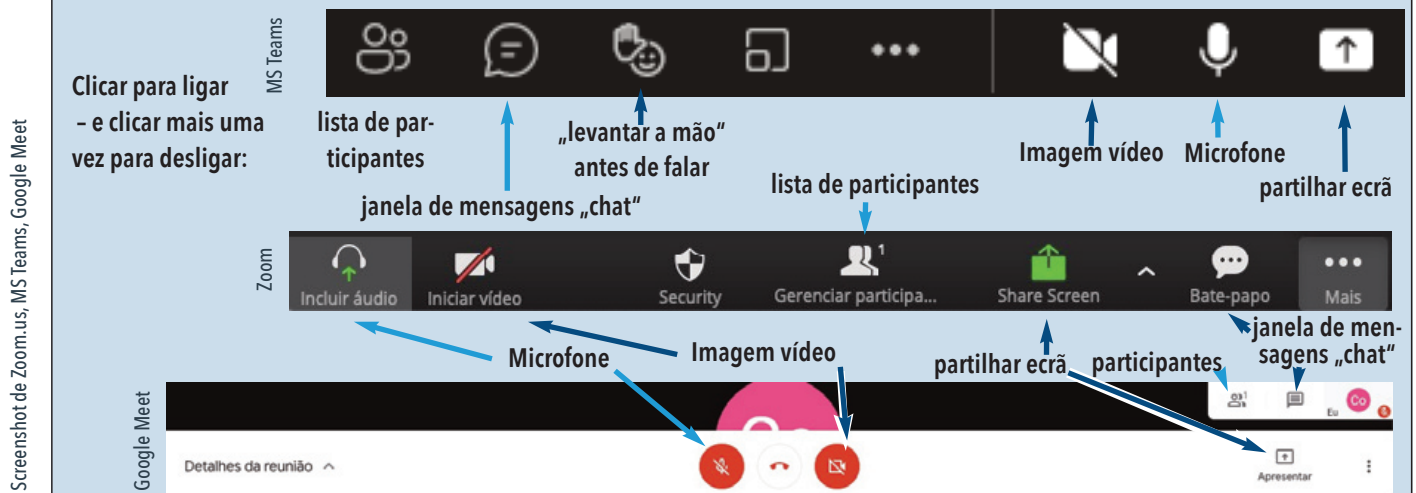 Screenshot de Zoom.us, MS Teams, Google Meet
Clicar para ligar
– e clicar mais uma
vez para desligar:
MS Teams
lista de par-
ticipantes
janela de mensagens „chat“
„levantar a mão“
antes de falar
Imagem vídeo
Microfone
partilhar ecrã
lista de participantes
Zoom
Incluir áudio
Iniciar vídeo
Security
1
Gerenciar participa...
Share Screen
Bate-papo
Mais
Microfone
Imagem vídeo
partilhar ecrã
participantes
janela de men-
sagens „chat“
Google Meet
1
Eu
Co
Detalhes da reunião
Apresentar